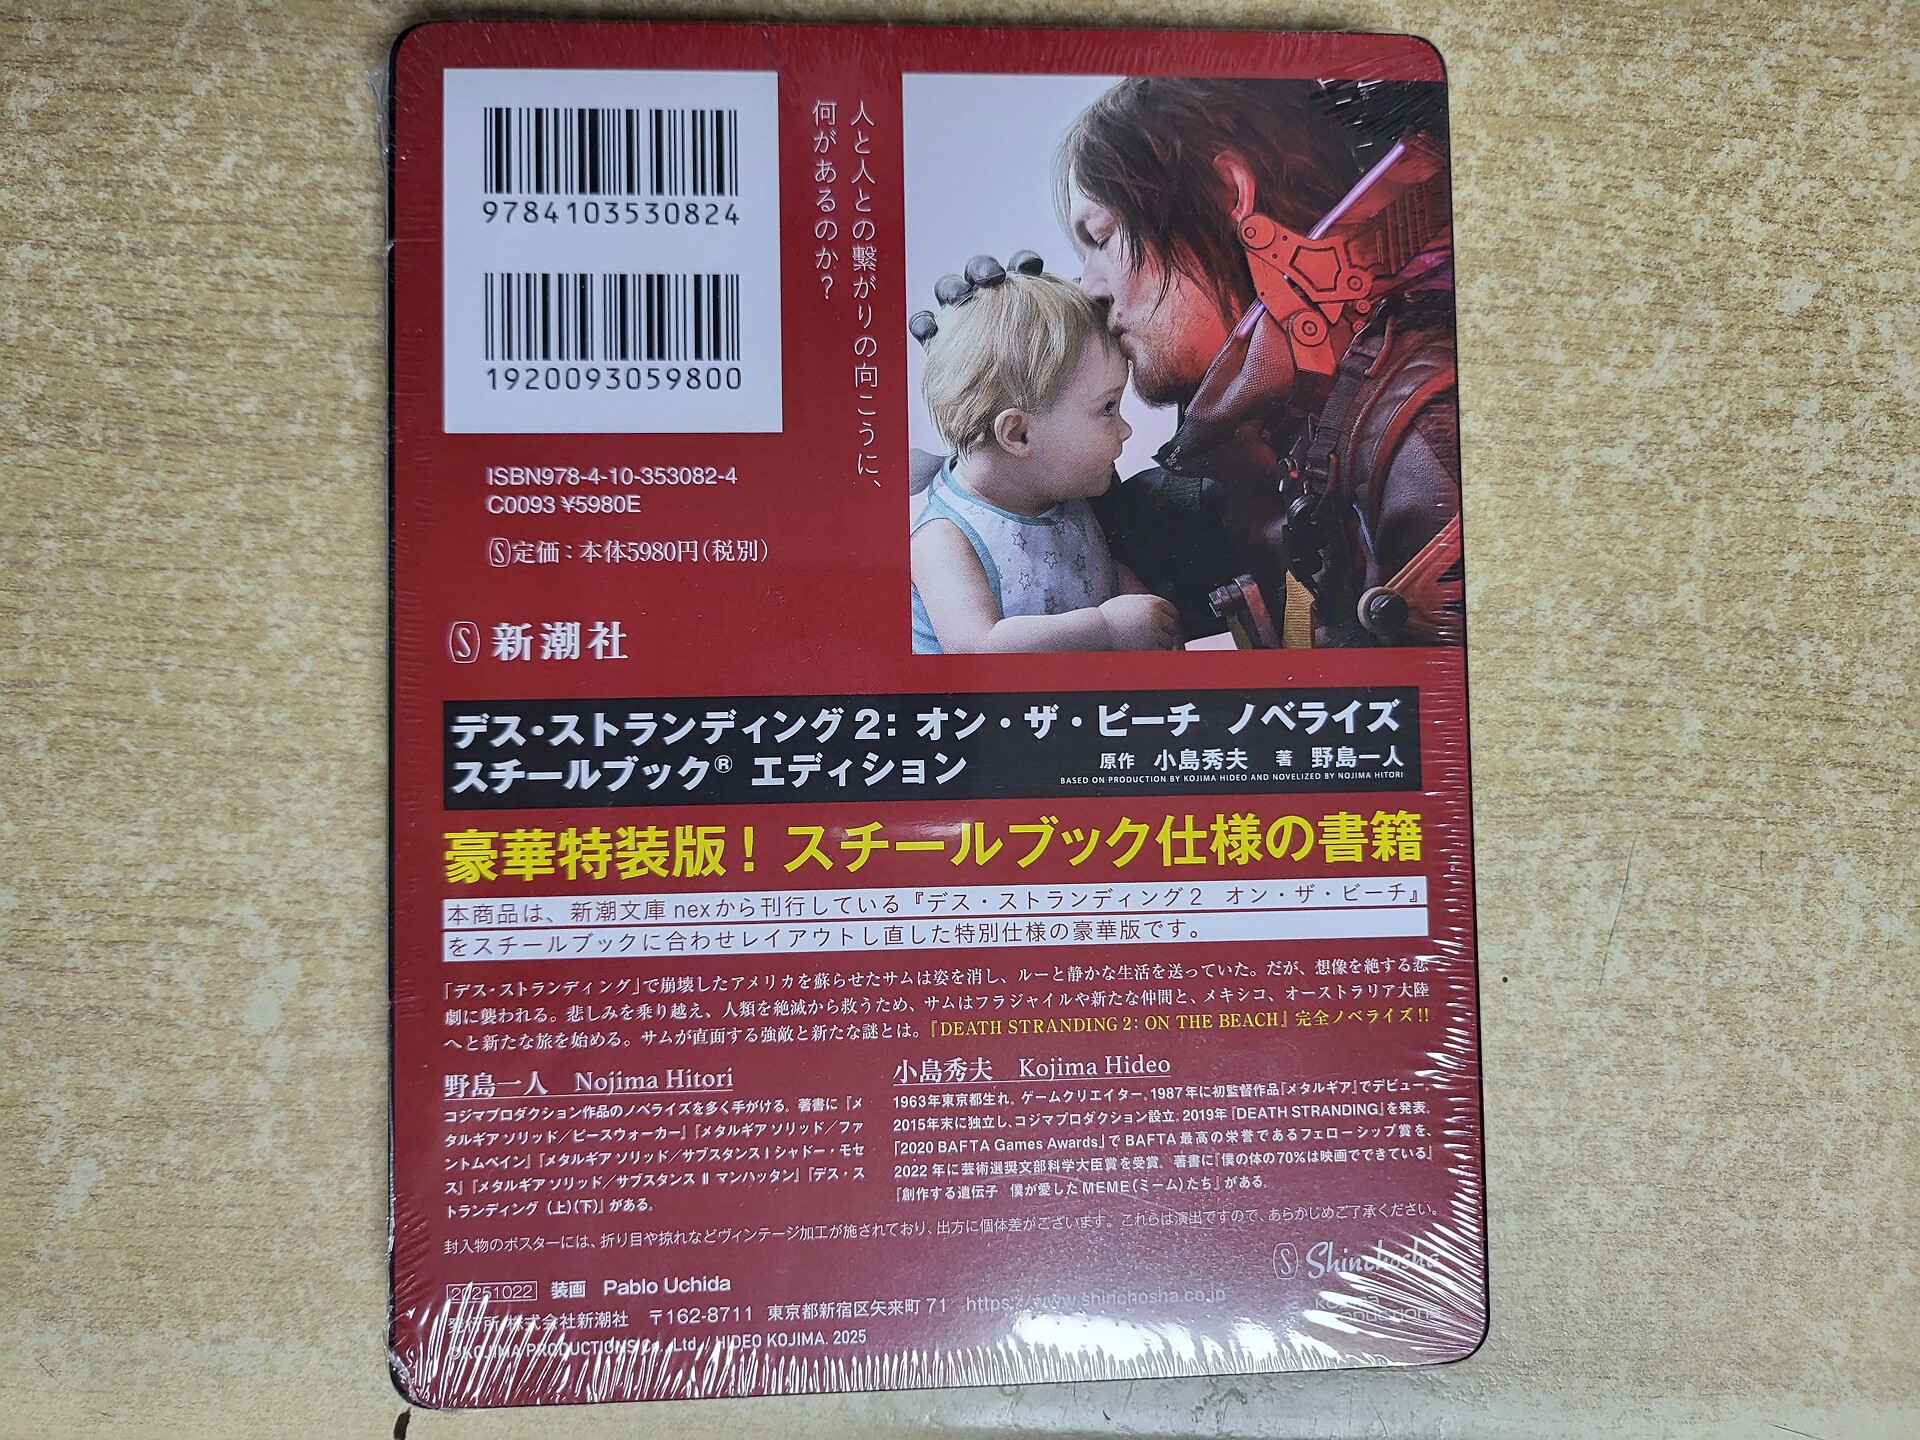 9784103530824
1920093059800
ISBN978-4-10-353082-4
C0093 ¥5980E
Ⓢ定価：本体5980円（税別）
人と人との繋がりの向こうに、
何があるのか？
新潮社
デス・ストランディング2：オン・ザ・ビーチ ノベライズ
スチールブック® エディション
原作 小島秀夫 著 野島一人
BASED ON PRODUCTION BY KOJIMA HIDEO AND NOVELIZED BY NOJIMA HITORI
豪華特装版！ スチールブック仕様の書籍
本商品は、新潮文庫nexから刊行している『デス・ストランディング2 オン・ザ・ビーチ』
をスチールブックに合わせレイアウトし直した特別仕様の豪華版です。
「デス・ストランディング」で崩壊したアメリカを蘇らせたサムは姿を消し、ルーと静かな生活を送っていた。だが、想像を絶する悲
劇に襲われる。悲しみを乗り越え、人類を絶滅から救うため、サムはフラジャイルや新たな仲間と、メキシコ、オーストラリア大陸
へと新たな旅を始める。サムが直面する強敵と新たな謎とは。『DEATH STRANDING 2: ON THE BEACH』完全ノベライズ!!
野島一人 Nojima Hitori
コジマプロダクション作品のノベライズを多く手がける。著書に『メ
タルギア ソリッド／ピースウォーカー』『メタルギア ソリッド／ファ
ントムペイン』『メタルギア ソリッド／サブスタンスⅠ シャドー・モセ
ス』『メタルギア ソリッド／サブスタンスⅡ マンハッタン』『デス・ス
トランディング（上）（下）』がある。
小島秀夫 Kojima Hideo
1963年東京都生れ。ゲームクリエイター。1987年に初監督作品『メタルギア』でデビュー。
2015年末に独立し、コジマプロダクション設立。2019年『DEATH STRANDING』を発表。
「2020 BAFTA Games Awards」でBAFTA最高の栄誉であるフェローシップ賞を、
2022年に芸術選奨文部科学大臣賞を受賞。著書に『僕の体の70%は映画でできている』
『創作する遺伝子 僕が愛したMEME（ミーム）たち』がある。
封入物のポスターには、折り目や掠れなどヴィンテージ加工が施されており、出方に個体差がございます。これらは演出ですので、あらかじめご了承ください。
Shinchosha
20251022 装画 Pablo Uchida
発行所 株式会社新潮社 〒162-8711 東京都新宿区矢来町71 https://www.shinchosha.co.jp
KOJIMA PRODUCTIONS
©KOJIMA PRODUCTIONS Co., Ltd. / HIDEO KOJIMA. 2025